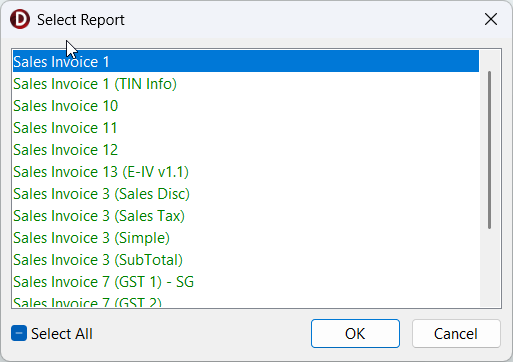 D Select Report
Sales Invoice 1
Sales Invoice 1 (TIN Info)
Sales Invoice 10
Sales Invoice 11
Sales Invoice 12
Sales Invoice 13 (E-IV v1.1)
Sales Invoice 3 (Sales Disc)
Sales Invoice 3 (Sales Tax)
Sales Invoice 3 (Simple)
Sales Invoice 3 (SubTotal)
Sales Invoice 7 (GST 1) - SG
Sales Invoice 7 (GST 2)
Select All OK Cancel